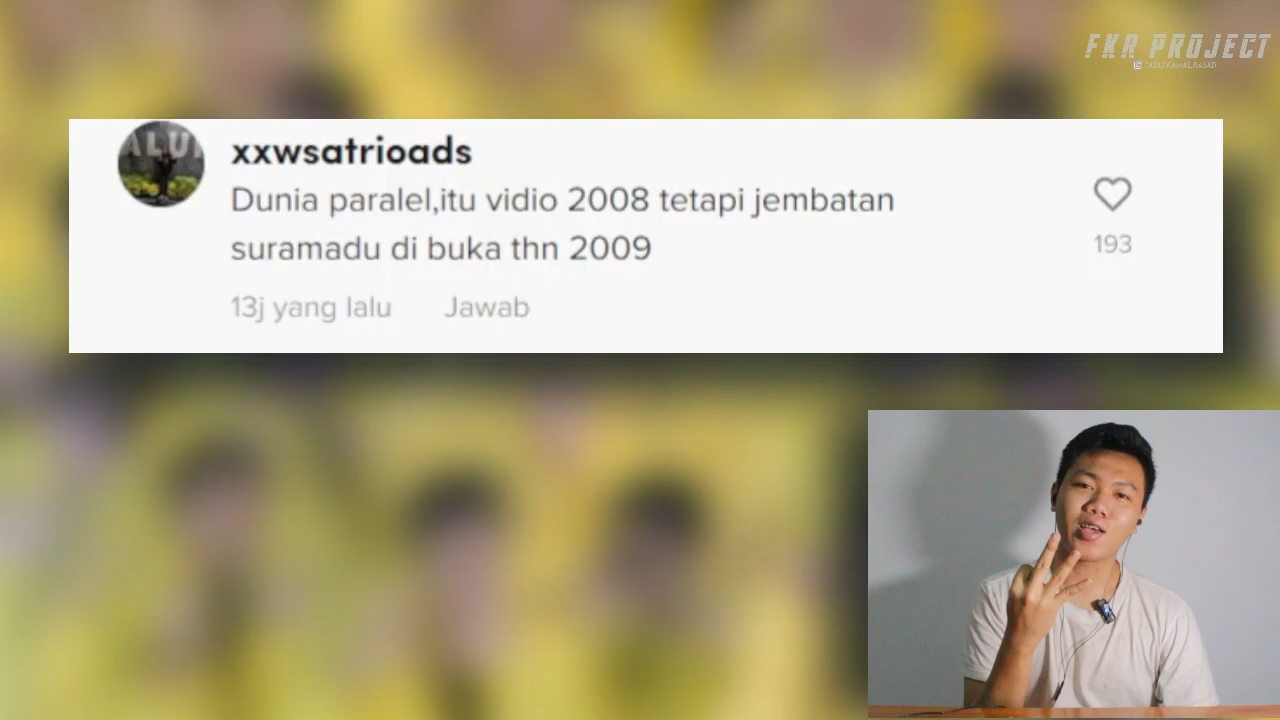 FKR PROJECT
ALU
xxwsatrioads
Dunia paralel,itu vidio 2008 tetapi jembatan
suramadu di buka thn 2009
193
13j yang lalu Jawab